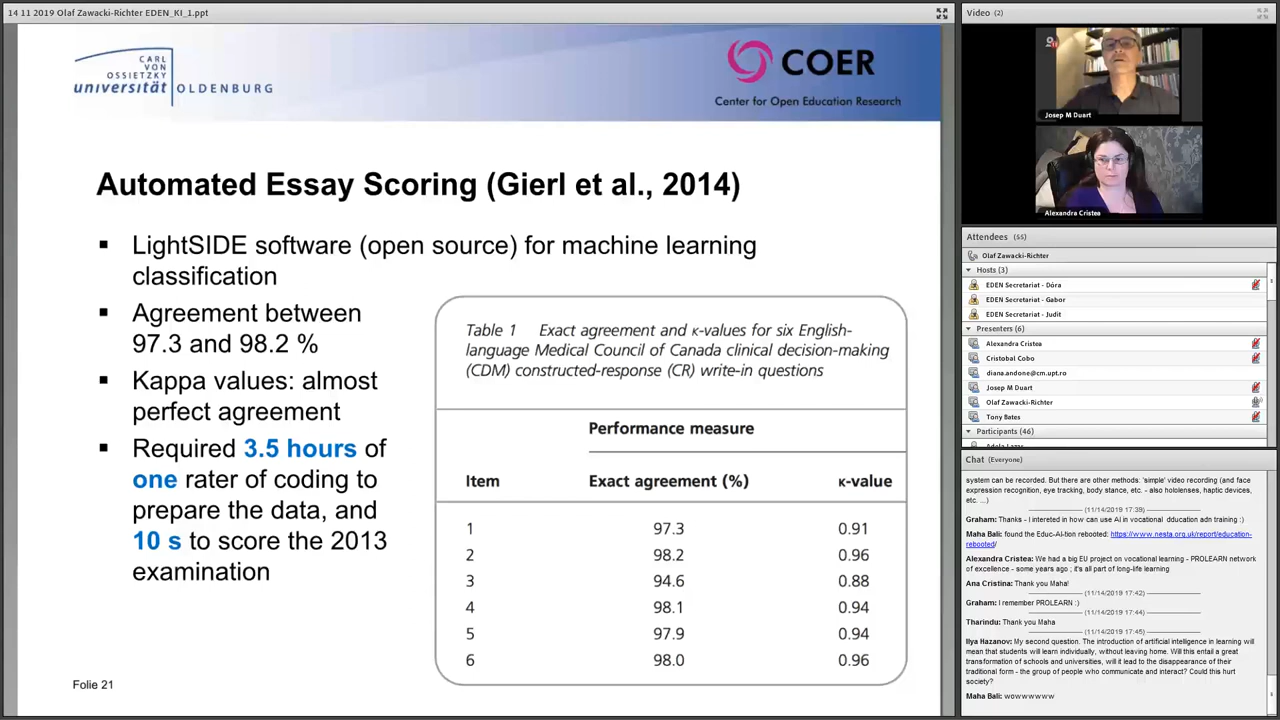 14 11 2019 Olaf Zawacki-Richter EDEN_KI_1.ppt
CARL
VON
OSSIETZKY
universität OLDENBURG
COER
Center for Open Education Research
Automated Essay Scoring (Gierl et al., 2014)
▪ LightSIDE software (open source) for machine learning
classification
▪ Agreement between
97.3 and 98.2 %
▪ Kappa values: almost
perfect agreement
▪ Required 3.5 hours of
one rater of coding to
prepare the data, and
10 s to score the 2013
examination
Table 1 Exact agreement and κ-values for six English-
language Medical Council of Canada clinical decision-making
(CDM) constructed-response (CR) write-in questions
Performance measure
Item Exact agreement (%) κ-value
1 97.3 0.91
2 98.2 0.96
3 94.6 0.88
4 98.1 0.94
5 97.9 0.94
6 98.0 0.96
Folie 21
Video (2)
Josep M Duart
Alexandra Cristea
Attendees (55)
Olaf Zawacki-Richter
Hosts (3)
EDEN Secretariat - Dóra
EDEN Secretariat - Gabor
EDEN Secretariat - Judit
Presenters (6)
Alexandra Cristea
Cristobal Cobo
diana.andone@cm.upt.ro
Josep M Duart
Olaf Zawacki-Richter
Tony Bates
Participants (46)
Chat (Everyone)
system can be recorded. But there are other methods: 'simple' video recording (and face
expression recognition, eye tracking, body stance, etc. - also hololenses, haptic devices,
etc. ...)
(11/14/2019 17:39)
Graham: Thanks - I intereted in how can use AI in vocational dducation adn training :)
Maha Bali: found the Educ-AI-tion rebooted; https://www.nesta.org.uk/report/education-
rebooted/
Alexandra Cristea: We had a big EU project on vocational learning - PROLEARN network
of excellence - some years ago ; it's all part of long-life learning
Ana Cristina: Thank you Maha!
(11/14/2019 17:42)
Graham: I remember PROLEARN :)
(11/14/2019 17:44)
Tharindu: Thank you Maha
(11/14/2019 17:45)
Ilya Hazanov: My second question. The introduction of artificial intelligence in learning will
mean that students will learn individually, without leaving home. Will this entail a great
transformation of schools and universities, will it lead to the disappearance of their
traditional form - the group of people who communicate and interact? Could this hurt
society?
Maha Bali: wowwwwww